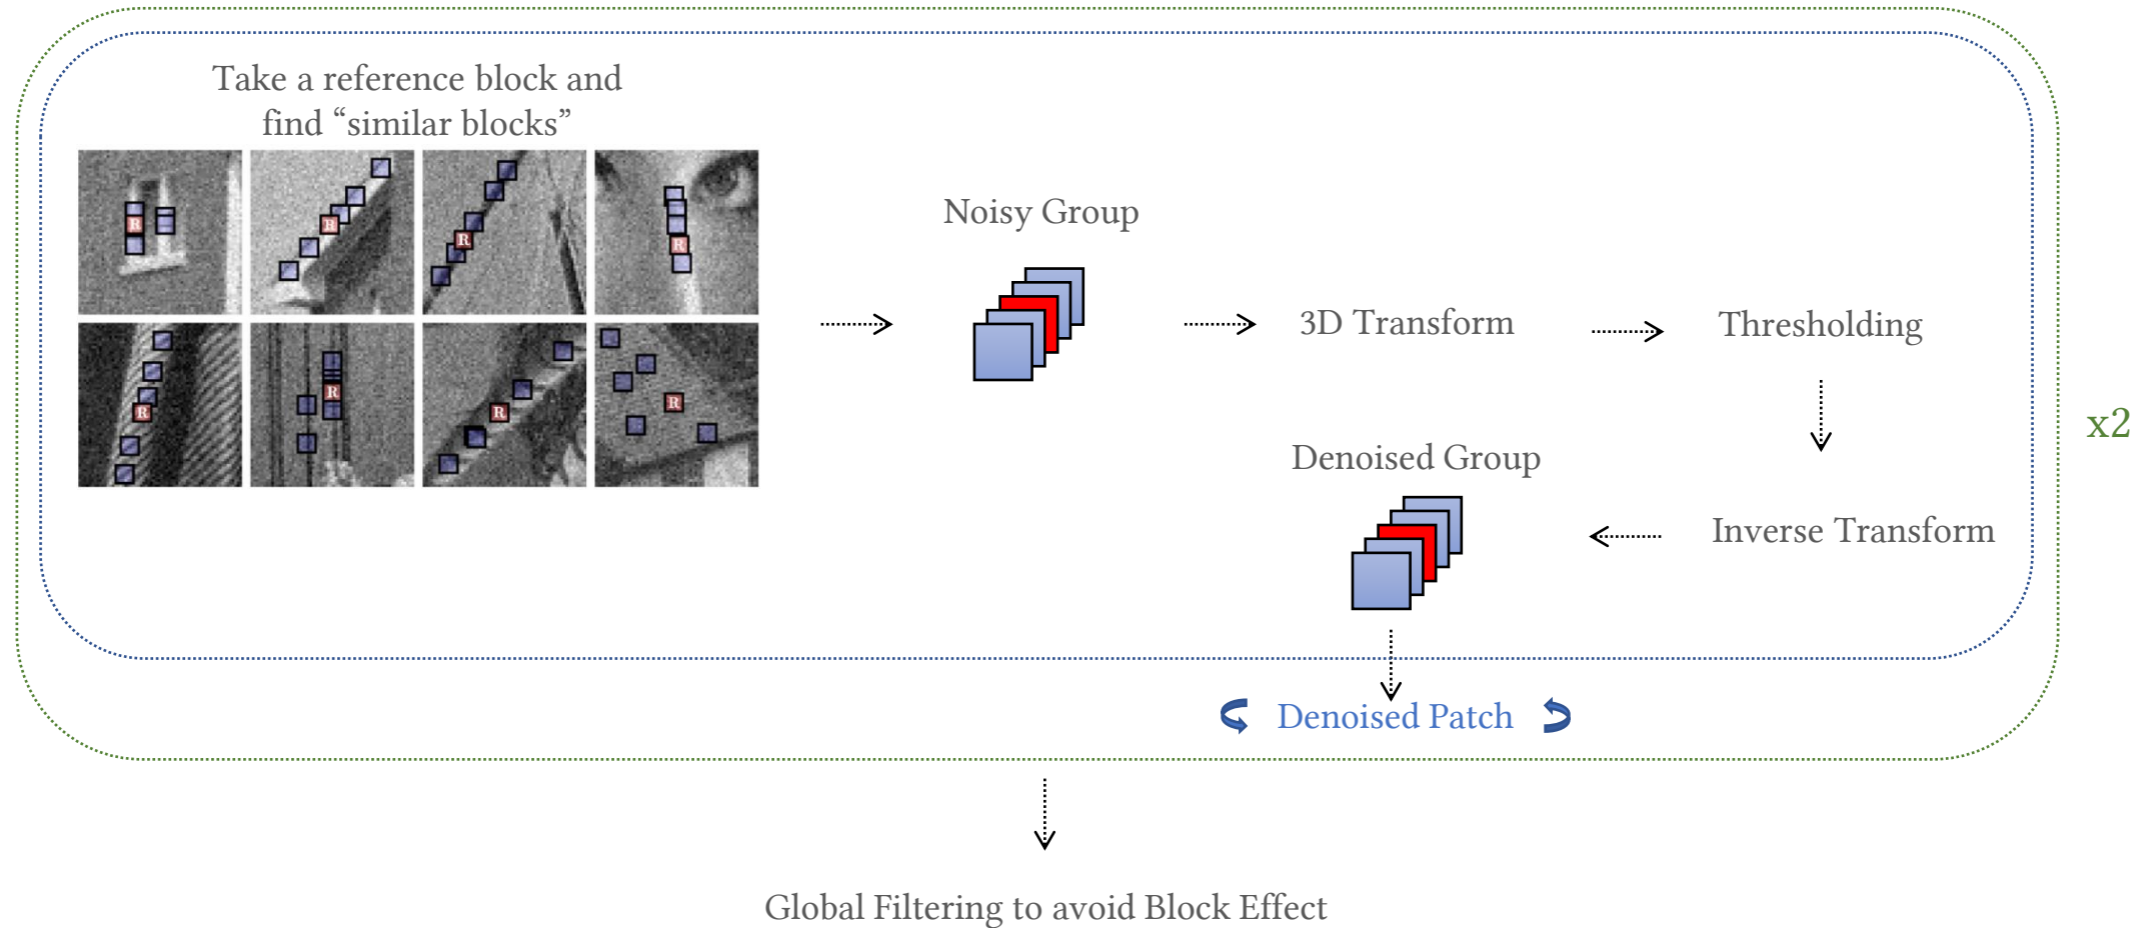 Take a reference block and
find “similar blocks”
R
R
R
R
R
R
R
R
Noisy Group
3D Transform
Thresholding
x2
Denoised Group
Inverse Transform
Denoised Patch
Global Filtering to avoid Block Effect